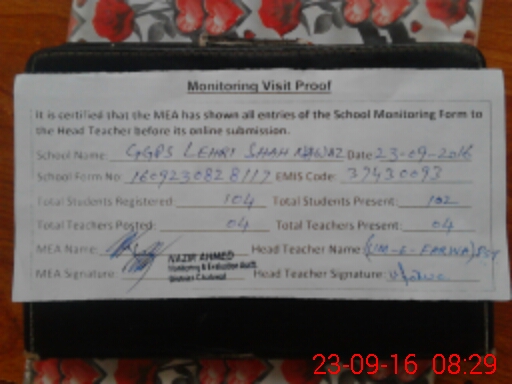 Monitoring Visit Proof
It is certified that the MEA has shown all entries of the School Monitoring Form to
the Head Teacher before its online submission.
School Name: GGPS LEHRI SHAH NAWAZ Date 23-09-2016
School Form No: 1609230828117 EMIS Code: 37430093
Total Students Registered: 104 Total Students Present: 102
Total Teachers Posted: 04 Total Teachers Present: 04
MEA Name: Head Teacher Name (UM-E-FARWA)
NAZIR AHMED
Monitoring & Evaluation
MEA Signature: Head Teacher Signature
23-09-16 08:29